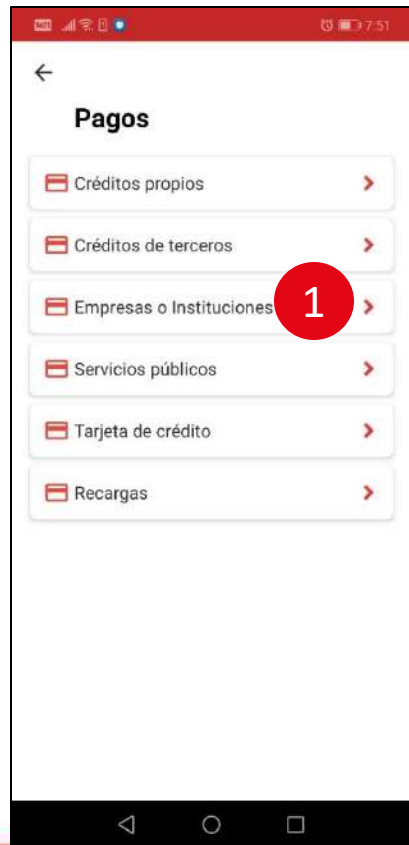 7:51
Pagos
Créditos propios
Créditos de terceros
Empresas o Instituciones 1
Servicios públicos
Tarjeta de crédito
Recargas